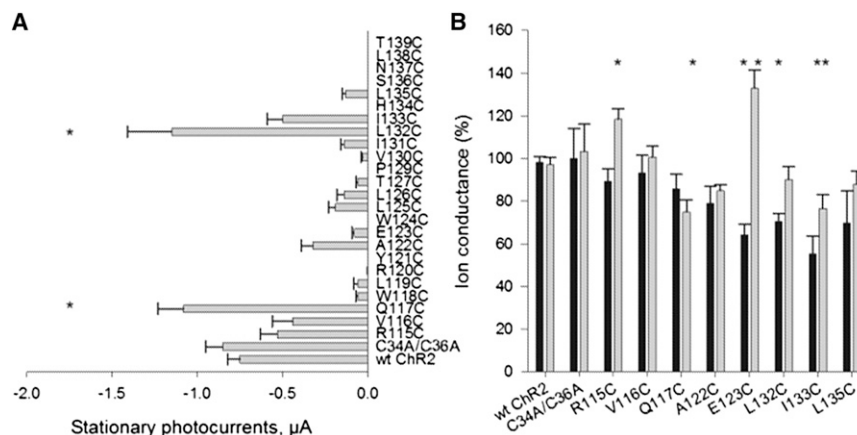 A
T139C
L138C
N137C
S136C
L135C
H134C
I133C
L132C
I131C
V130C
P129C
T127C
L126C
L125C
W124C
E123C
A122C
Y121C
R120C
L119C
W118C
Q117C
V116C
R115C
C34A/C36A
wt ChR2
*
*
-2.0 -1.5 -1.0 -0.5 0.0
Stationary photocurrents, µA
B
Ion conductance (%)
160
140
120
100
80
60
40
20
0
* * * * * **
wt ChR2
C34A/C36A
R115C
V116C
Q117C
A122C
E123C
L132C
I133C
L135C